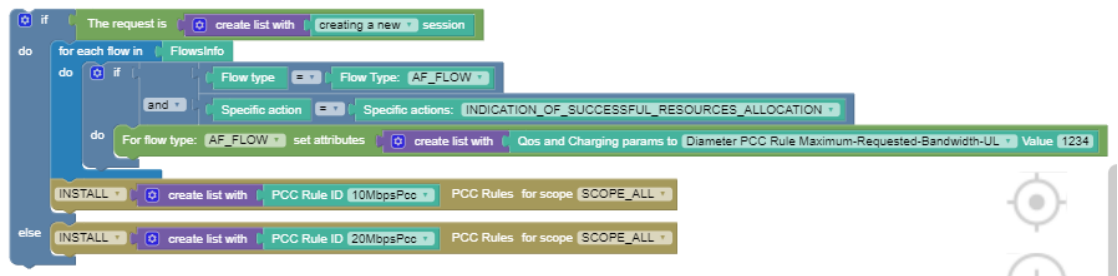 if The request is create list with creating a new session
do for each flow in FlowsInfo
do if Flow type = Flow Type: AF_FLOW
and Specific action = Specific actions: INDICATION_OF_SUCCESSFUL_RESOURCES_ALLOCATION
do For flow type: AF_FLOW set attributes create list with Qos and Charging params to Diameter PCC Rule Maximum-Requested-Bandwidth-UL Value 1234
INSTALL create list with PCC Rule ID 10MbpsPcc PCC Rules for scope SCOPE_ALL
else INSTALL create list with PCC Rule ID 20MbpsPcc PCC Rules for scope SCOPE_ALL